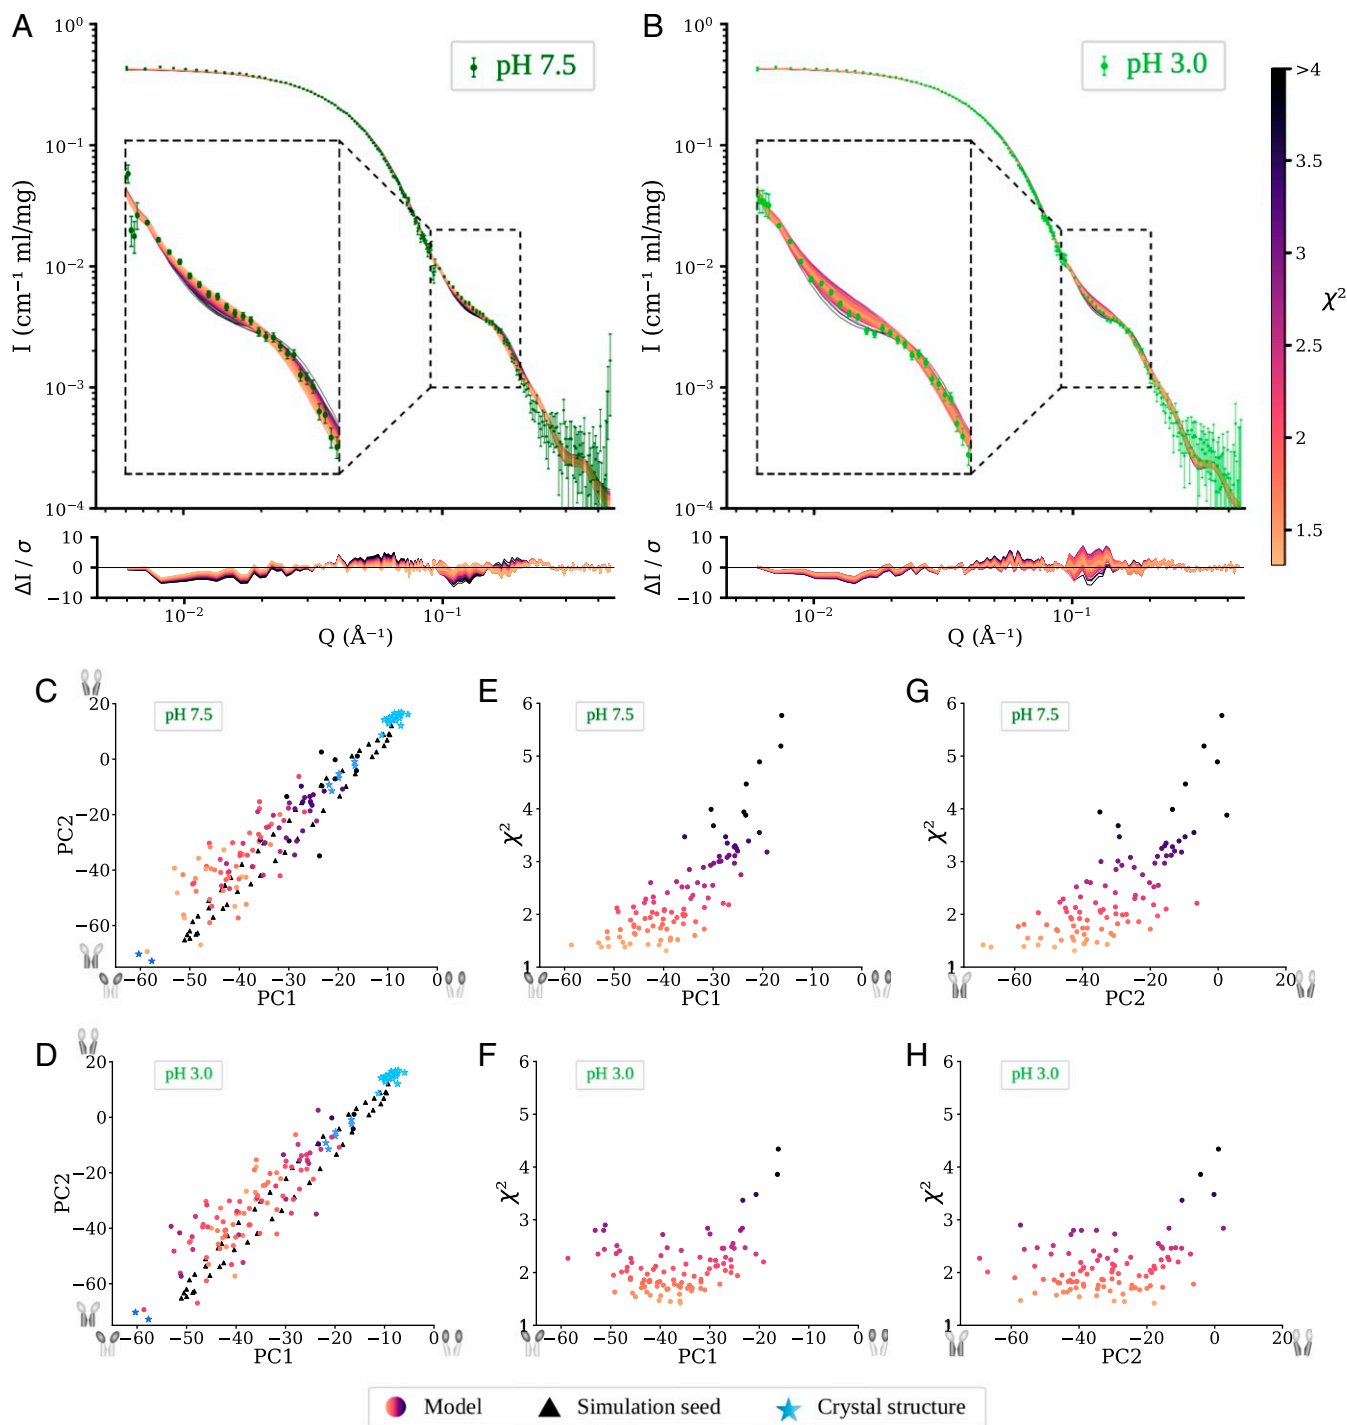 A
B
pH 7.5
pH 3.0
10⁰
10⁻¹
10⁻²
10⁻³
10⁻⁴
I (cm⁻¹ ml/mg)
10⁰
10⁻¹
10⁻²
10⁻³
10⁻⁴
I (cm⁻¹ ml/mg)
>4
3.5
3
2.5
2
1.5
χ²
10
0
−10
ΔI / σ
10⁻²
10⁻¹
Q (Å⁻¹)
10
0
−10
ΔI / σ
10⁻²
10⁻¹
Q (Å⁻¹)
C
pH 7.5
20
0
−20
−40
−60
PC2
−60
−50
−40
−30
−20
−10
0
PC1
E
pH 7.5
6
5
4
3
2
1
χ²
−60
−50
−40
−30
−20
−10
0
PC1
G
pH 7.5
6
5
4
3
2
1
χ²
−60
−40
−20
0
20
PC2
D
pH 3.0
20
0
−20
−40
−60
PC2
−60
−50
−40
−30
−20
−10
0
PC1
F
pH 3.0
6
5
4
3
2
1
χ²
−60
−50
−40
−30
−20
−10
0
PC1
H
pH 3.0
6
5
4
3
2
1
χ²
−60
−40
−20
0
20
PC2
Model
Simulation seed
Crystal structure